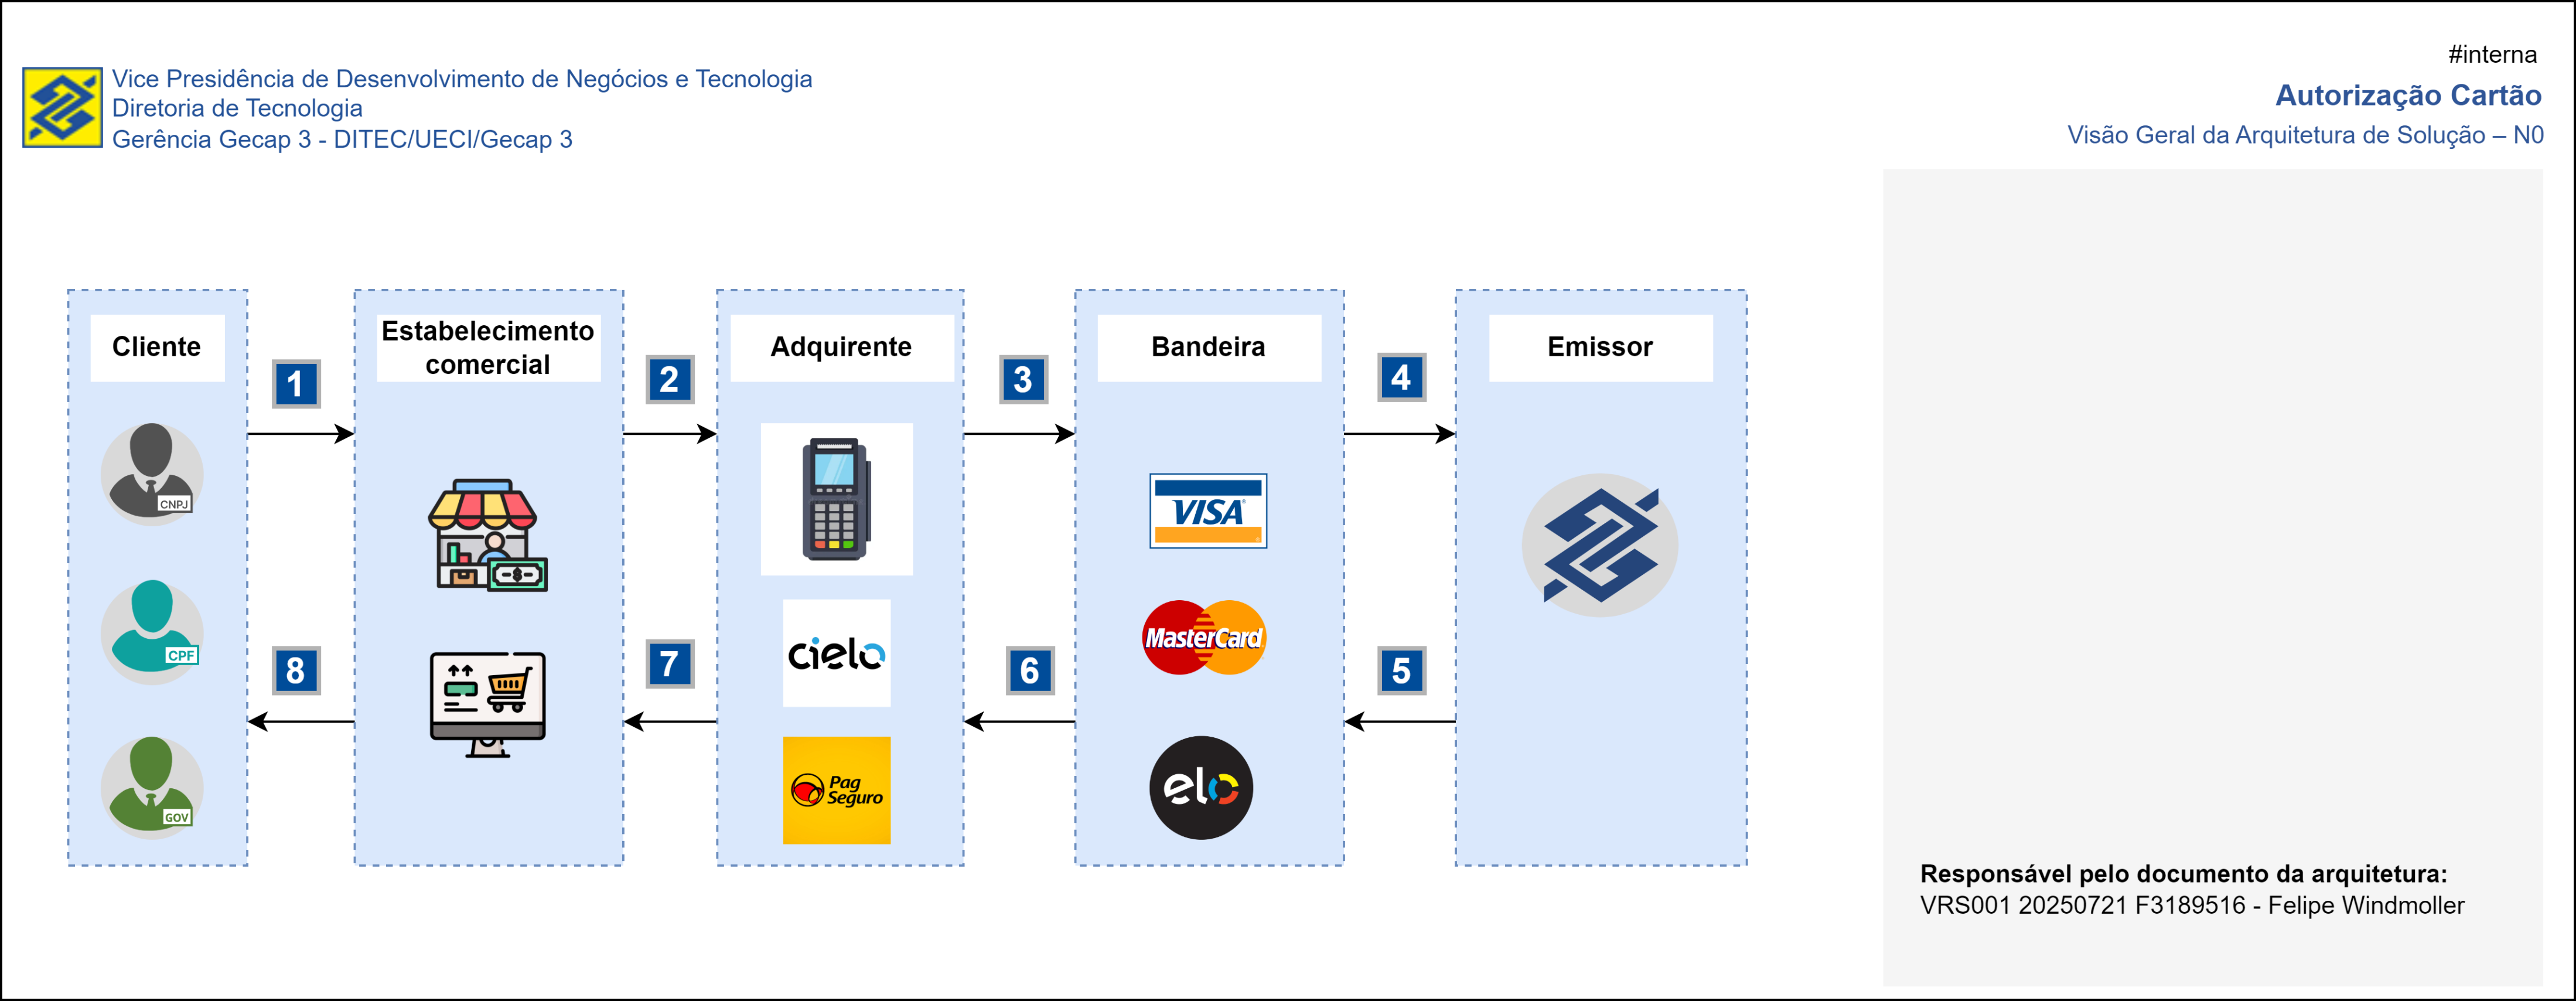 #interna
Vice Presidência de Desenvolvimento de Negócios e Tecnologia
Diretoria de Tecnologia
Gerência Gecap 3 - DITEC/UECI/Gecap 3
Autorização Cartão
Visão Geral da Arquitetura de Solução – N0
Cliente
Estabelecimento
comercial
Adquirente
Bandeira
Emissor
1
2
3
4
CNPJ
CPF
GOV
cielo
Pag
Seguro
VISA
MasterCard
elo
8
7
6
5
Responsável pelo documento da arquitetura:
VRS001 20250721 F3189516 - Felipe Windmoller